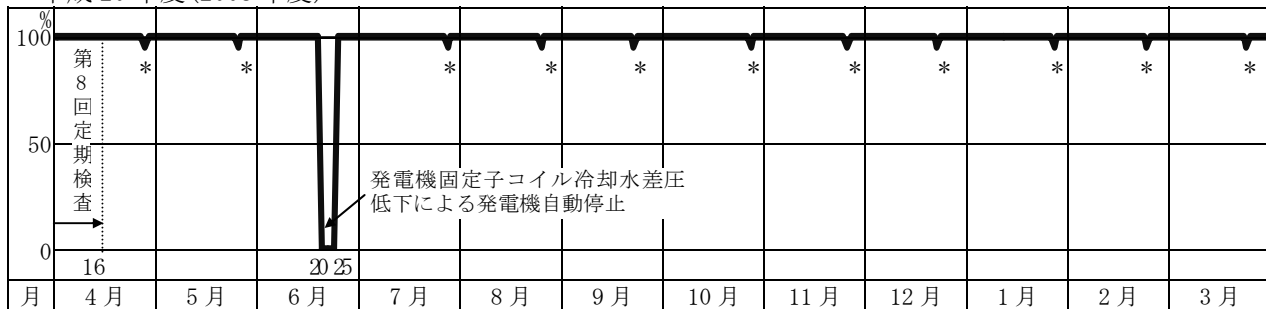 %
100
50
0
第8回定期検査
* * * * * * * * * * *
発電機固定子コイル冷却水差圧
低下による発電機自動停止
16 20 25
月 4月 5月 6月 7月 8月 9月 10月 11月 12月 1月 2月 3月